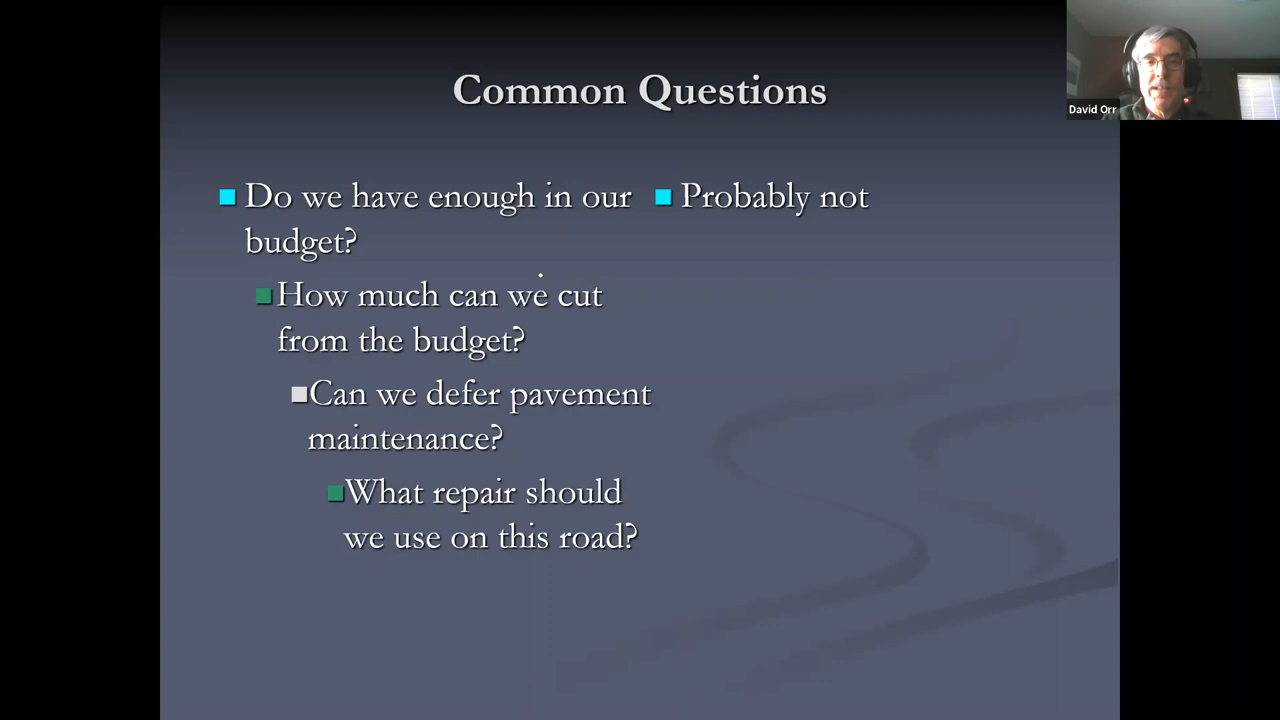 Common Questions
David Orr
Do we have enough in our
budget?
How much can we cut
from the budget?
Can we defer pavement
maintenance?
What repair should
we use on this road?
Probably not